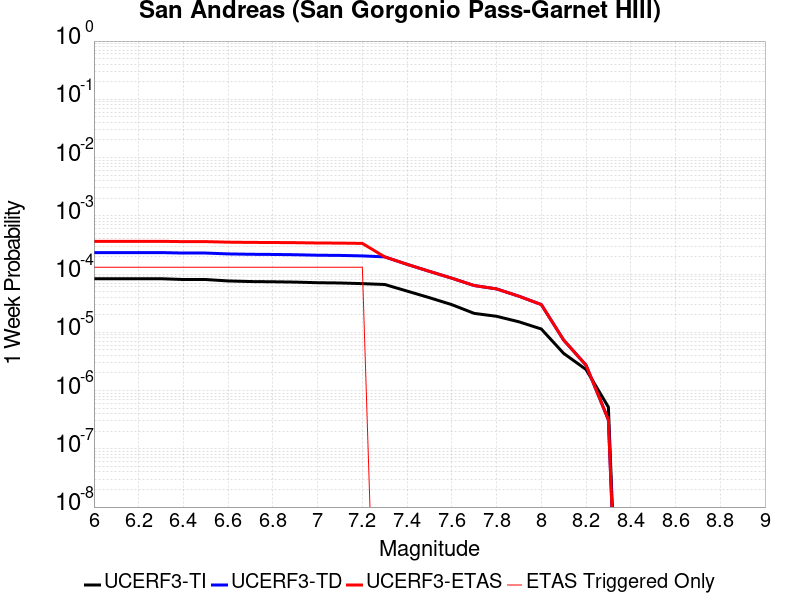 San Andreas (San Gorgonio Pass-Garnet HIll)
1 Week Probability
10^0
10^-1
10^-2
10^-3
10^-4
10^-5
10^-6
10^-7
10^-8
6 6.2 6.4 6.6 6.8 7 7.2 7.4 7.6 7.8 8 8.2 8.4 8.6 8.8 9
Magnitude
UCERF3-TI UCERF3-TD UCERF3-ETAS ETAS Triggered Only